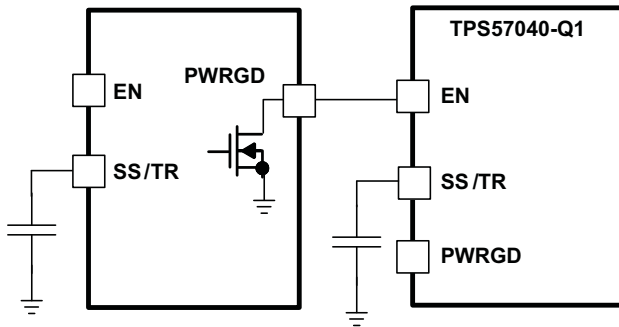 PWRGD
EN
SS/TR
TPS57040-Q1
EN
SS/TR
PWRGD